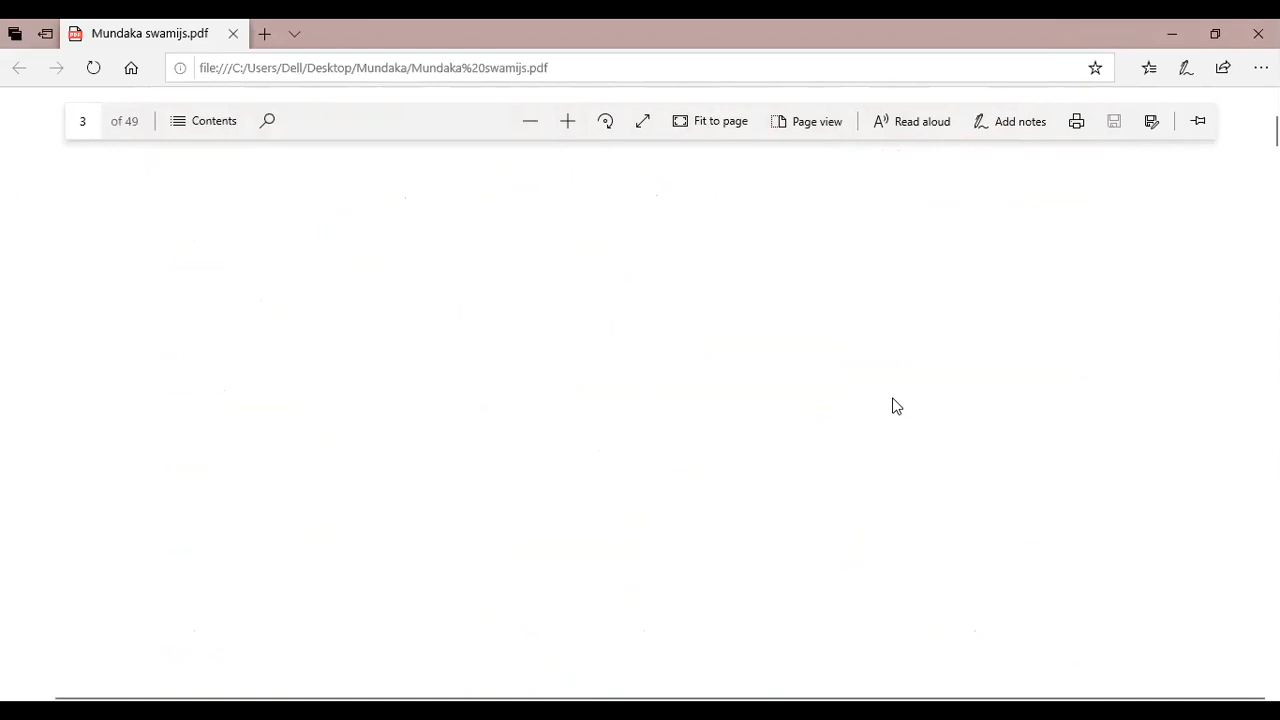 Mundaka swamijs.pdf
file:///C:/Users/Dell/Desktop/Mundaka/Mundaka%20swamijs.pdf
3 of 49 Contents Fit to page Page view Read aloud Add notes